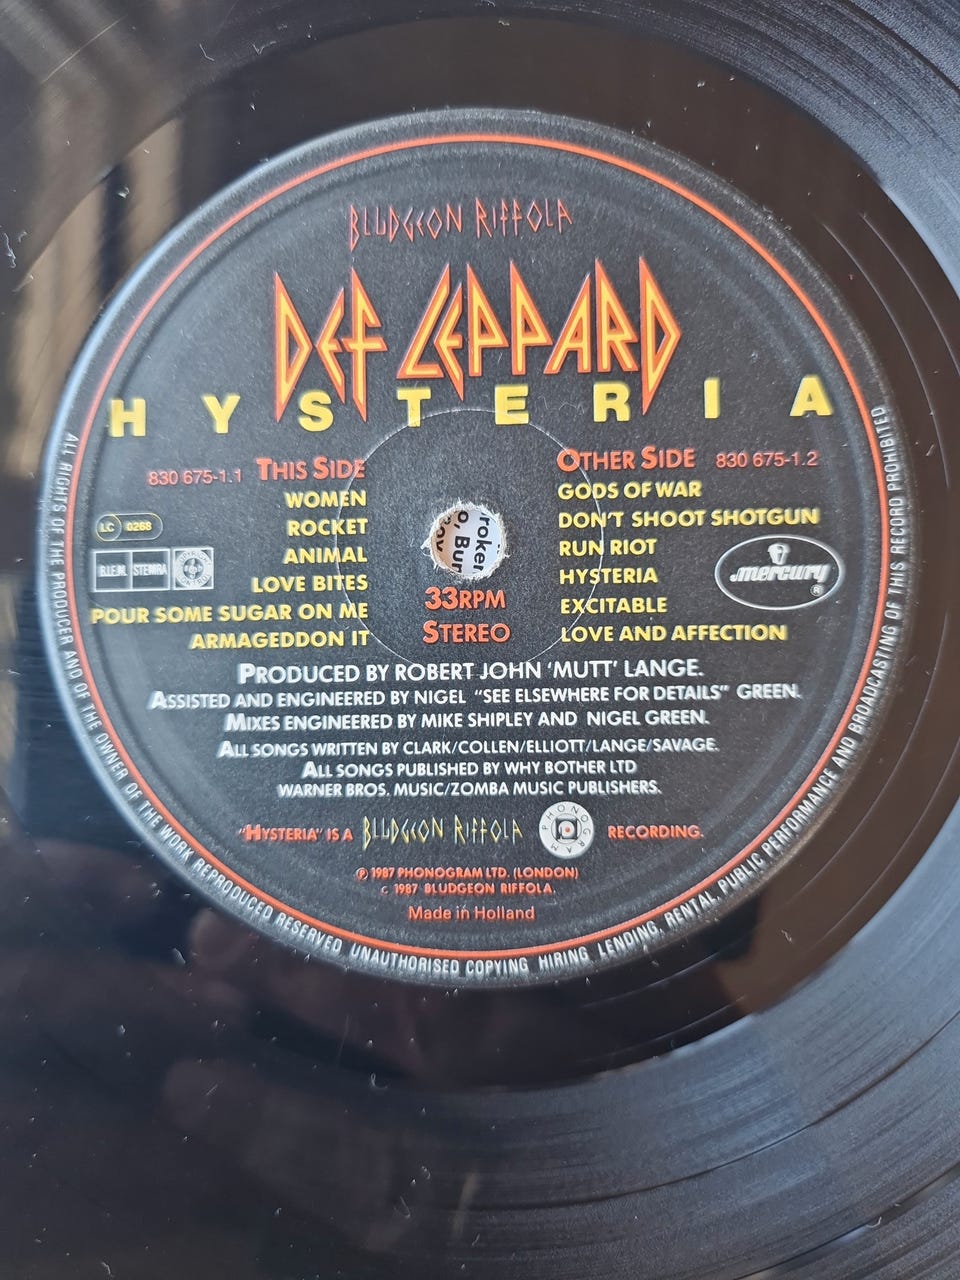 BLUDGEON RIFFOLA
DEF LEPPARD
HYSTERIA
830 675-1.1 THIS SIDE
WOMEN
ROCKET
ANIMAL
LOVE BITES
POUR SOME SUGAR ON ME
ARMAGEDDON IT
LC 0268
B.I.E.M. STEMRA
OTHER SIDE 830 675-1.2
GODS OF WAR
DON'T SHOOT SHOTGUN
RUN RIOT
HYSTERIA
EXCITABLE
LOVE AND AFFECTION
mercury ®
roker
o, Bur
33RPM
STEREO
PRODUCED BY ROBERT JOHN 'MUTT' LANGE.
ASSISTED AND ENGINEERED BY NIGEL "SEE ELSEWHERE FOR DETAILS" GREEN.
MIXES ENGINEERED BY MIKE SHIPLEY AND NIGEL GREEN.
ALL SONGS WRITTEN BY CLARK/COLLEN/ELLIOTT/LANGE/SAVAGE.
ALL SONGS PUBLISHED BY WHY BOTHER LTD
WARNER BROS. MUSIC/ZOMBA MUSIC PUBLISHERS.
"HYSTERIA" IS A BLUDGEON RIFFOLA PHONOGRAM RECORDING.
℗ 1987 PHONOGRAM LTD. (LONDON)
c. 1987 BLUDGEON RIFFOLA.
Made in Holland
ALL RIGHTS OF THE PRODUCER AND OF THE OWNER OF THE WORK REPRODUCED RESERVED UNAUTHORISED COPYING HIRING LENDING, RENTAL, PUBLIC PERFORMANCE AND BROADCASTING OF THIS RECORD PROHIBITED